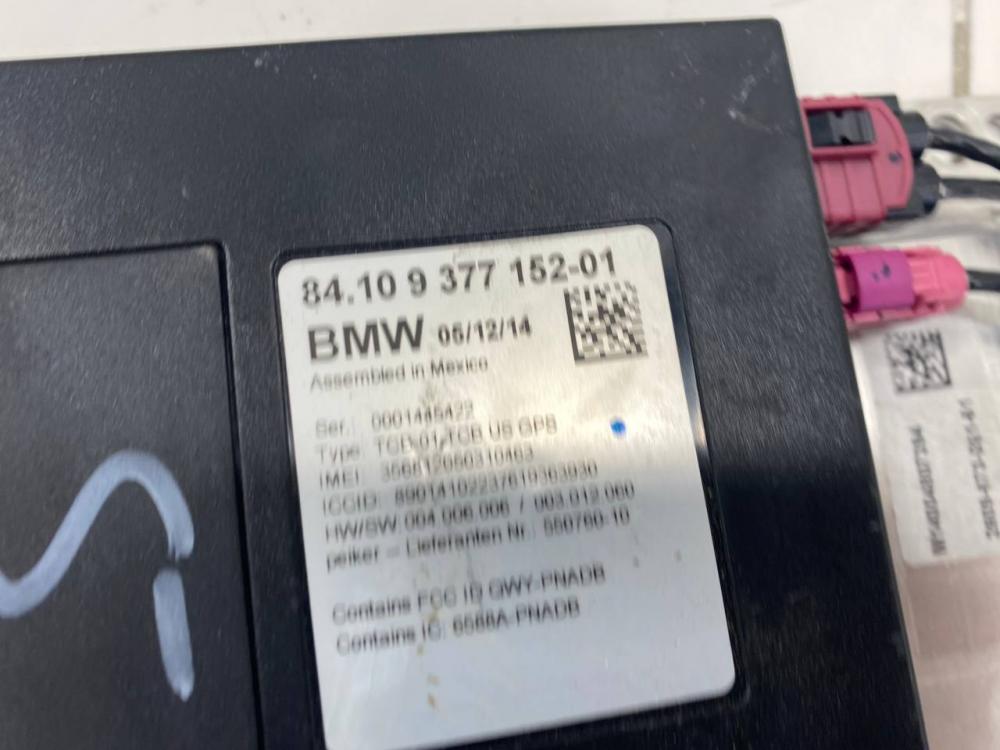 84.10 9 377 152-01
BMW 05/12/14
Assembled in Mexico
Ser.: 0001445422
Type: TCB-01 TCB US GPS
IMEI:
ICCID: 89014102237619363930
HW/SW: 004.006.006 / 003.012.060
peiker – Lieferanten Nr.: 550760-10
Contains FCC ID QWY-PNADB
Contains IC: 6588A-PNADB